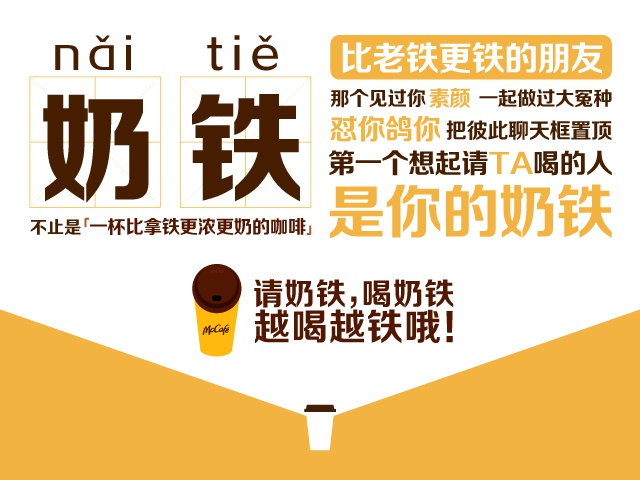 nǎi tiě
奶铁
不止是「一杯比拿铁更浓更奶的咖啡」
比老铁更铁的朋友
那个见过你 素颜 一起做过大冤种
怼你鸽你 把彼此聊天框置顶
第一个想起请TA喝的人
是你的奶铁
请奶铁,喝奶铁
越喝越铁哦!
McCafé